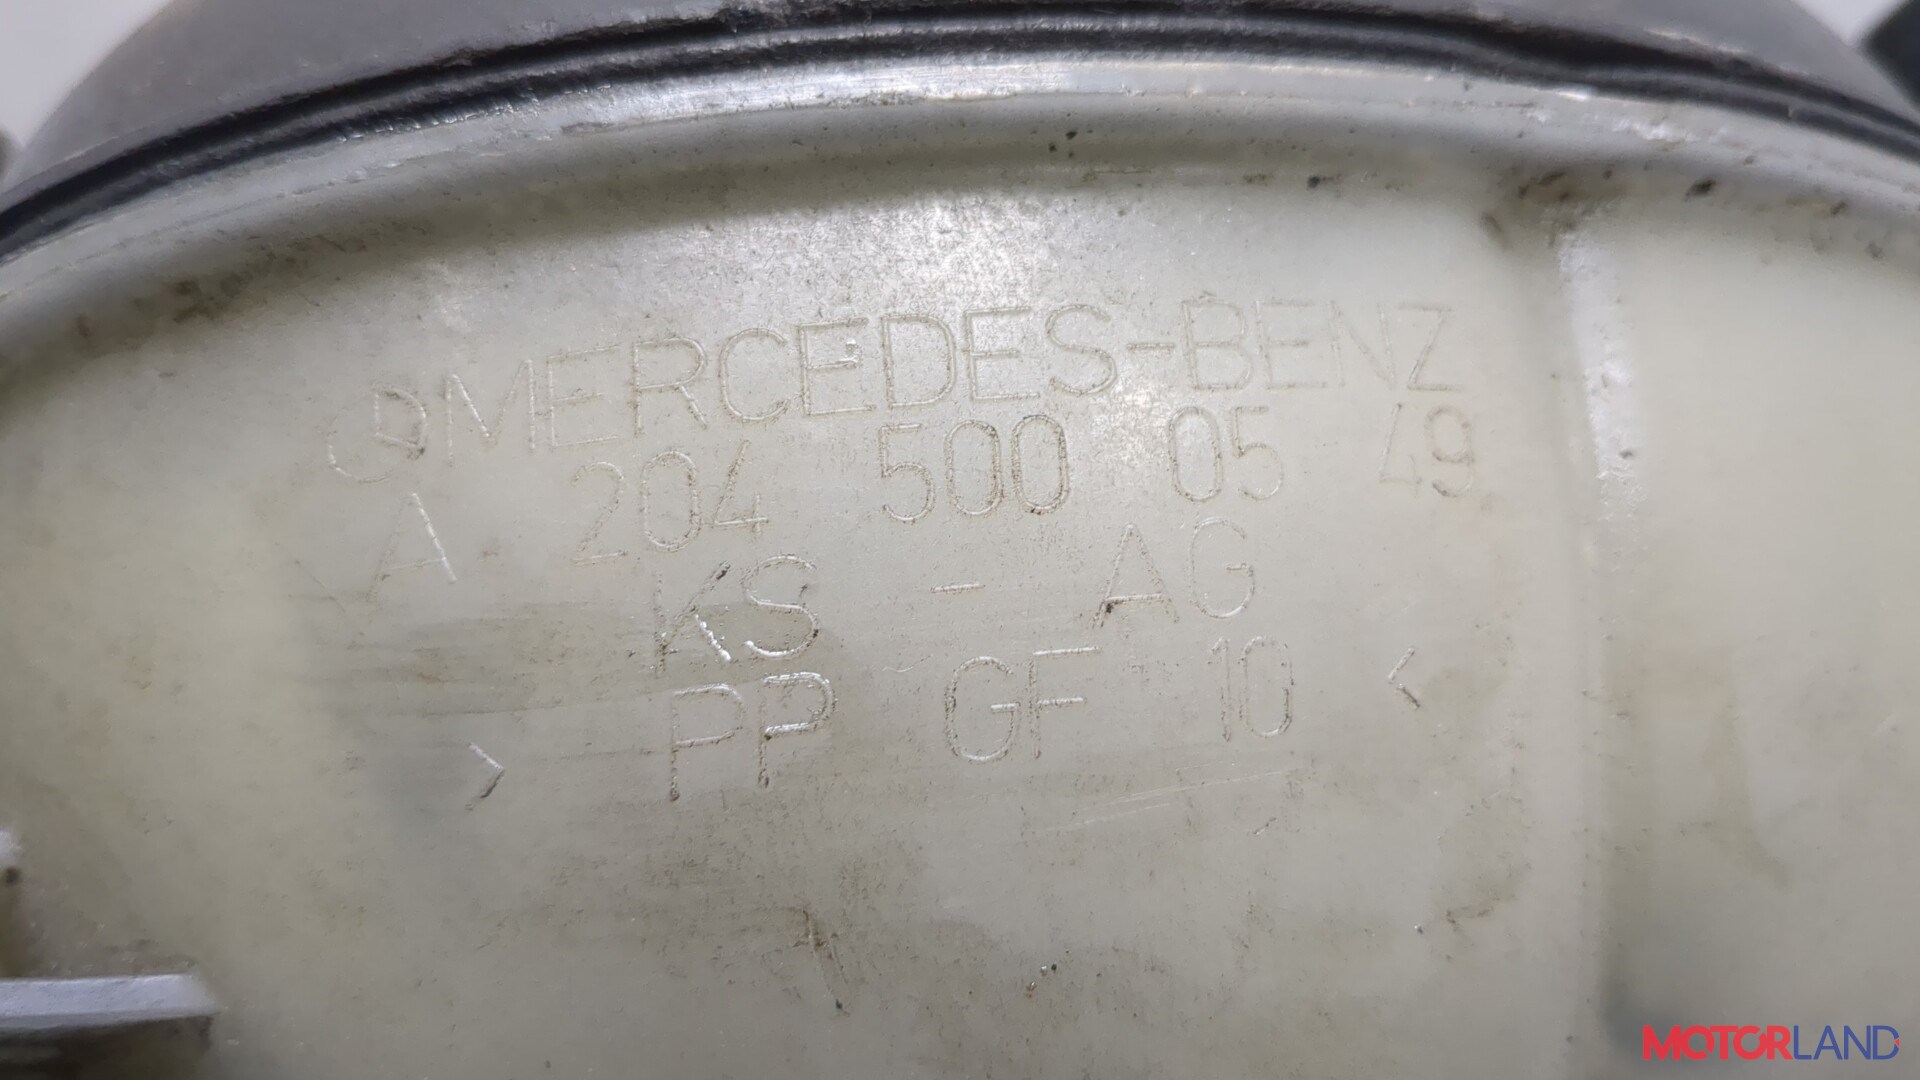 MERCEDES-BENZ
A 204 500 05 49
KS - AG
> PP GF 10 <
MOTORLAND